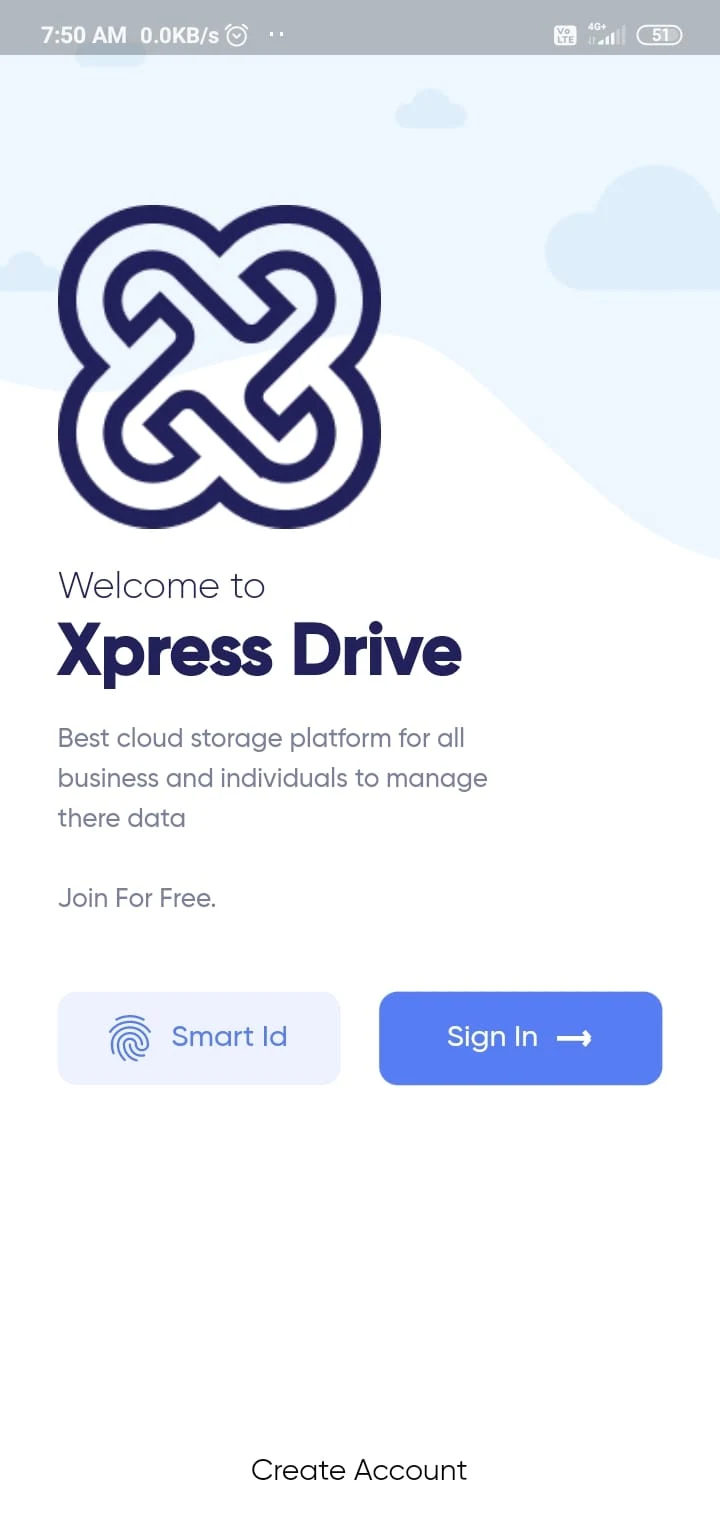 7:50 AM 0.0KB/s
Vo LTE 4G+ 51
Welcome to
Xpress Drive
Best cloud storage platform for all
business and individuals to manage
there data
Join For Free.
Smart Id
Sign In
Create Account